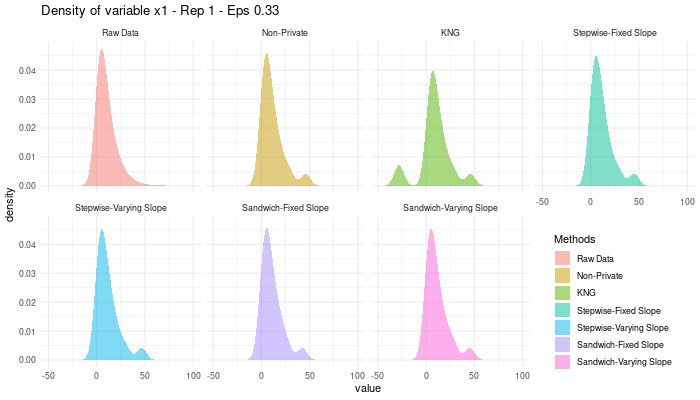 Density of variable x1 - Rep 1 - Eps 0.33
Raw Data Non-Private KNG Stepwise-Fixed Slope
0.04
0.03
0.02
0.01
0.00
-50 0 50 100
Stepwise-Varying Slope Sandwich-Fixed Slope Sandwich-Varying Slope
0.04
0.03
0.02
0.01
0.00
-50 0 50 100 -50 0 50 100 -50 0 50 100
density
value
Methods
Raw Data
Non-Private
KNG
Stepwise-Fixed Slope
Stepwise-Varying Slope
Sandwich-Fixed Slope
Sandwich-Varying Slope